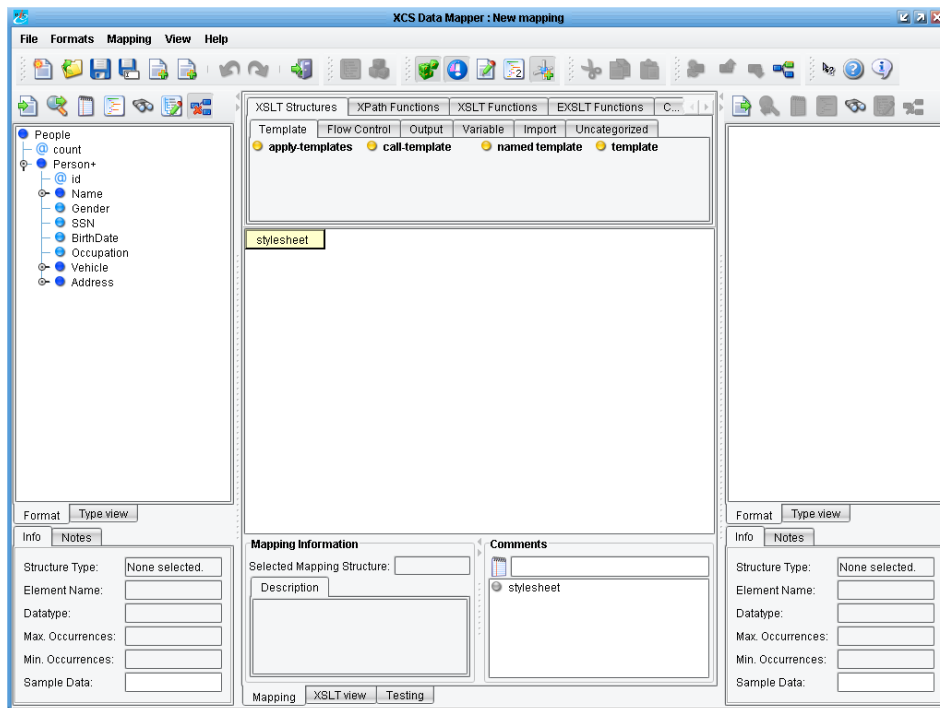 XCS Data Mapper : New mapping
File Formats Mapping View Help
XSLT Structures XPath Functions XSLT Functions EXSLT Functions C...
Template Flow Control Output Variable Import Uncategorized
apply-templates call-template named template template
People
@ count
Person+
@ id
Name
Gender
SSN
BirthDate
Occupation
Vehicle
Address
stylesheet
Format Type view
Info Notes
Structure Type: None selected.
Element Name:
Datatype:
Max. Occurrences:
Min. Occurrences:
Sample Data:
Mapping Information
Selected Mapping Structure:
Description
Comments
stylesheet
Mapping XSLT view Testing
Format Type view
Info Notes
Structure Type: None selected.
Element Name:
Datatype:
Max. Occurrences:
Min. Occurrences:
Sample Data: